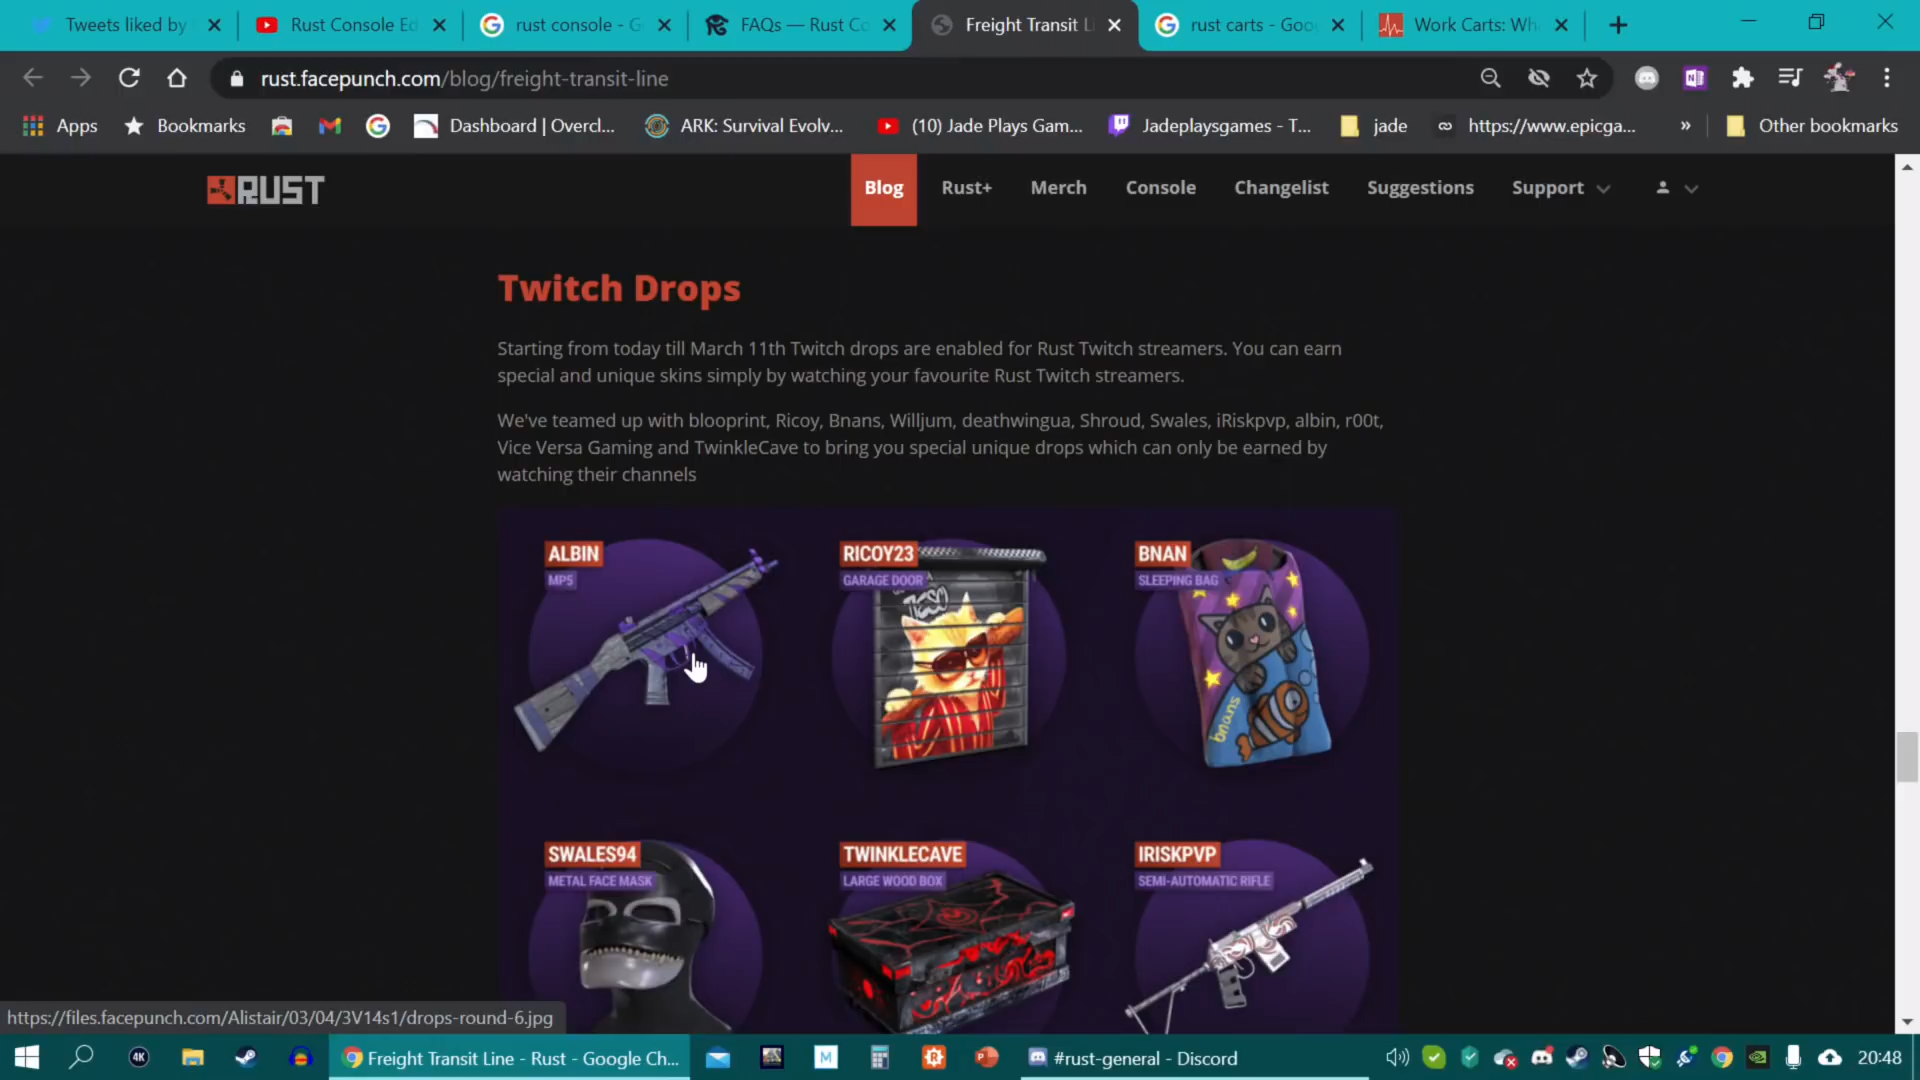 Tweets liked by
Rust Console Ed
rust console - G
FAQs — Rust Co
Freight Transit L
rust carts - Goo
Work Carts: Wh
rust.facepunch.com/blog/freight-transit-line
Apps
Bookmarks
Dashboard | Overcl...
ARK: Survival Evolv...
(10) Jade Plays Gam...
Jadeplaysgames - T...
jade
https://www.epicga...
Other bookmarks
RUST
Blog
Rust+
Merch
Console
Changelist
Suggestions
Support
Twitch Drops
Starting from today till March 11th Twitch drops are enabled for Rust Twitch streamers. You can earn
special and unique skins simply by watching your favourite Rust Twitch streamers.
We've teamed up with blooprint, Ricoy, Bnans, Willjum, deathwingua, Shroud, Swales, iRiskpvp, albin, r00t,
Vice Versa Gaming and TwinkleCave to bring you special unique drops which can only be earned by
watching their channels
ALBIN
MP5
RICOY23
GARAGE DOOR
BNAN
SLEEPING BAG
bnans
SWALES94
METAL FACE MASK
TWINKLECAVE
LARGE WOOD BOX
IRISKPVP
SEMI-AUTOMATIC RIFLE
https://files.facepunch.com/Alistair/03/04/3V14s1/drops-round-6.jpg
4K
Freight Transit Line - Rust - Google Ch...
M
#rust-general - Discord
20:48